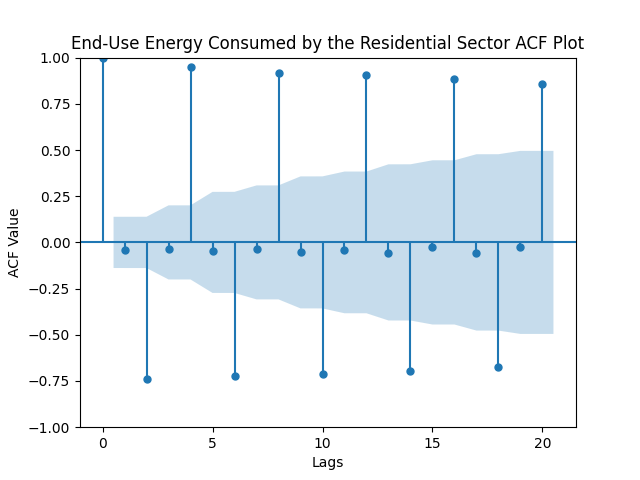 End-Use Energy Consumed by the Residential Sector ACF Plot
1.00
0.75
0.50
0.25
0.00
−0.25
−0.50
−0.75
−1.00
ACF Value
0 5 10 15 20
Lags